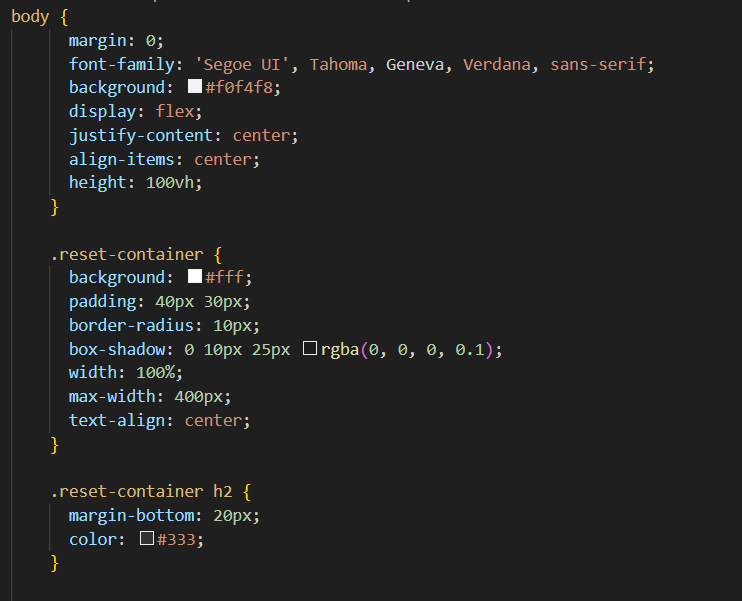 body {
margin: 0;
font-family: 'Segoe UI', Tahoma, Geneva, Verdana, sans-serif;
background: #f0f4f8;
display: flex;
justify-content: center;
align-items: center;
height: 100vh;
}
.reset-container {
background: #fff;
padding: 40px 30px;
border-radius: 10px;
box-shadow: 0 10px 25px rgba(0, 0, 0, 0.1);
width: 100%;
max-width: 400px;
text-align: center;
}
.reset-container h2 {
margin-bottom: 20px;
color: #333;
}